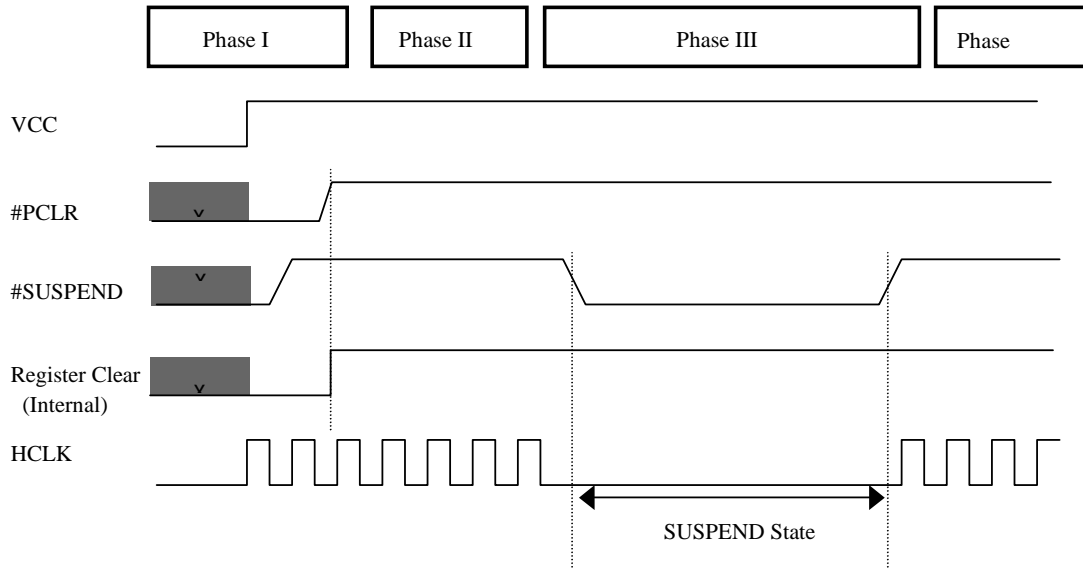 Phase I
Phase II
Phase III
Phase
VCC
#PCLR
#SUSPEND
Register Clear
(Internal)
HCLK
SUSPEND State